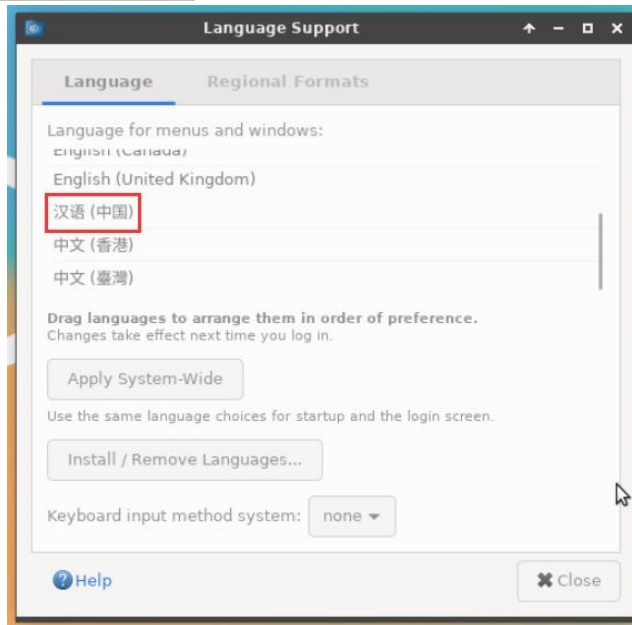 Language Support
Language Regional Formats
Language for menus and windows:
English (Canada)
English (United Kingdom)
汉语 (中国)
中文 (香港)
中文 (臺灣)
Drag languages to arrange them in order of preference.
Changes take effect next time you log in.
Apply System-Wide
Use the same language choices for startup and the login screen.
Install / Remove Languages...
Keyboard input method system: none
Help Close